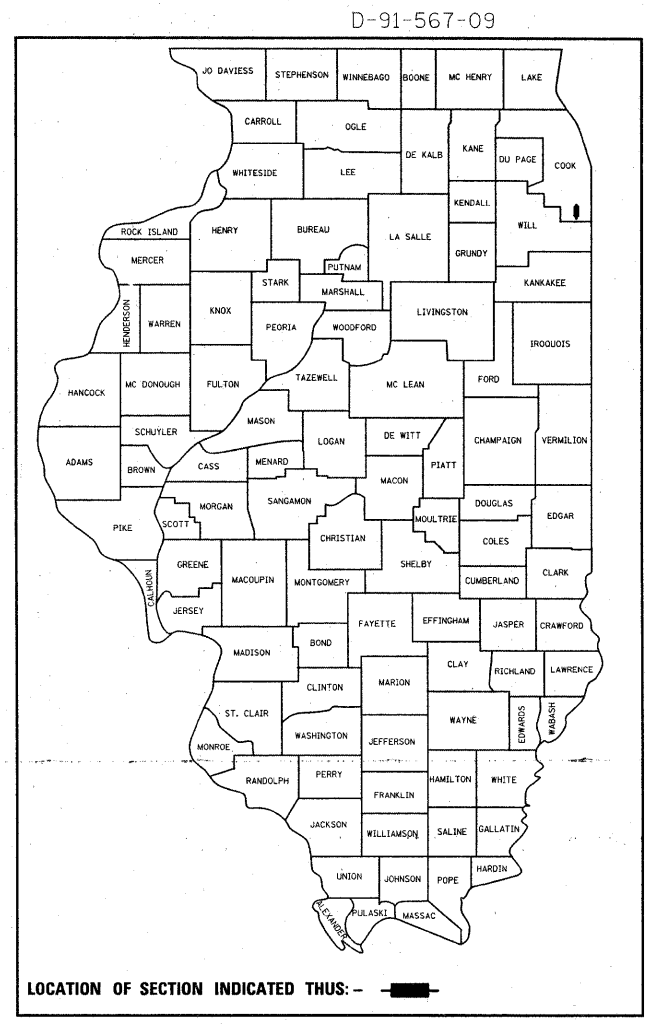 D-91-567-09
JO DAVIESS
STEPHENSON
WINNEBAGO
BOONE
MC HENRY
LAKE
CARROLL
OGLE
DE KALB
KANE
DU PAGE
COOK
WHITESIDE
LEE
KENDALL
WILL
ROCK ISLAND
HENRY
BUREAU
LA SALLE
GRUNDY
MERCER
PUTNAM
KANKAKEE
STARK
MARSHALL
HENDERSON
WARREN
KNOX
PEORIA
WOODFORD
LIVINGSTON
IROQUOIS
HANCOCK
MC DONOUGH
FULTON
TAZEWELL
MC LEAN
FORD
MASON
SCHUYLER
LOGAN
DE WITT
CHAMPAIGN
VERMILION
ADAMS
BROWN
CASS
MENARD
PIATT
MACON
MORGAN
SANGAMON
DOUGLAS
EDGAR
PIKE
SCOTT
MOULTRIE
CHRISTIAN
COLES
CALHOUN
GREENE
MACOUPIN
MONTGOMERY
SHELBY
CUMBERLAND
CLARK
JERSEY
FAYETTE
EFFINGHAM
JASPER
CRAWFORD
MADISON
BOND
CLAY
RICHLAND
LAWRENCE
CLINTON
MARION
ST. CLAIR
WAYNE
EDWARDS
WABASH
MONROE
WASHINGTON
JEFFERSON
RANDOLPH
PERRY
HAMILTON
WHITE
FRANKLIN
JACKSON
WILLIAMSON
SALINE
GALLATIN
UNION
JOHNSON
POPE
HARDIN
ALEXANDER
PULASKI
MASSAC
LOCATION OF SECTION INDICATED THUS: -